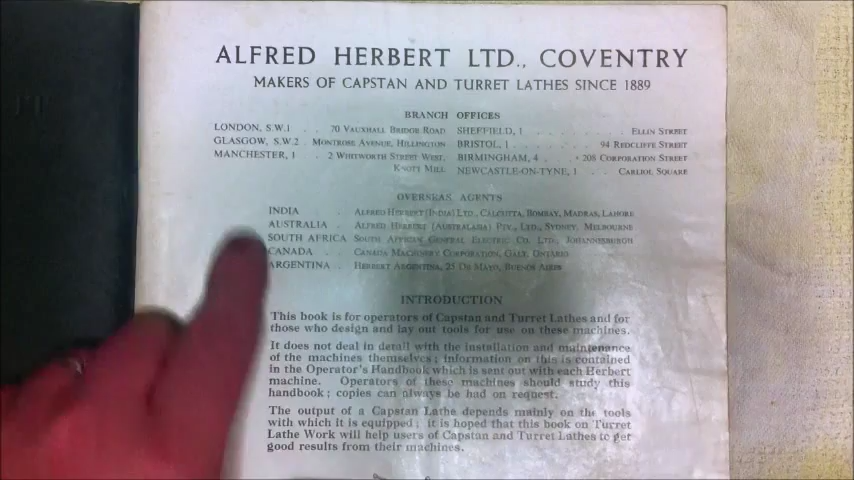 ALFRED HERBERT LTD., COVENTRY
MAKERS OF CAPSTAN AND TURRET LATHES SINCE 1889
BRANCH OFFICES
LONDON, S.W.1 . . 70 VAUXHALL BRIDGE ROAD
GLASGOW, S.W.2 . MONTROSE AVENUE, HILLINGTON
MANCHESTER, 1 . 2 WHITWORTH STREET WEST,
KNOTT MILL
SHEFFIELD, 1 . . . . . . . ELLIN STREET
BRISTOL, 1 . . . . . . 94 REDCLIFFE STREET
BIRMINGHAM, 4 . . 208 CORPORATION STREET
NEWCASTLE-ON-TYNE, 1 . . CARLIOL SQUARE
OVERSEAS AGENTS
INDIA . ALFRED HERBERT (INDIA) LTD., CALCUTTA, BOMBAY, MADRAS, LAHORE
AUSTRALIA . ALFRED HERBERT (AUSTRALASIA) PTY., LTD., SYDNEY, MELBOURNE
SOUTH AFRICA SOUTH AFRICAN GENERAL ELECTRIC CO. LTD., JOHANNESBURGH
CANADA . . CANADA MACHINERY CORPORATION, GALT, ONTARIO
ARGENTINA . HERBERT ARGENTINA, 25 DE MAYO, BUENOS AIRES
INTRODUCTION
This book is for operators of Capstan and Turret Lathes and for
those who design and lay out tools for use on these machines.
It does not deal in detail with the installation and maintenance
of the machines themselves; information on this is contained
in the Operator's Handbook which is sent out with each Herbert
machine. Operators of these machines should study this
handbook; copies can always be had on request.
The output of a Capstan Lathe depends mainly on the tools
with which it is equipped; it is hoped that this book on Turret
Lathe Work will help users of Capstan and Turret Lathes to get
good results from their machines.